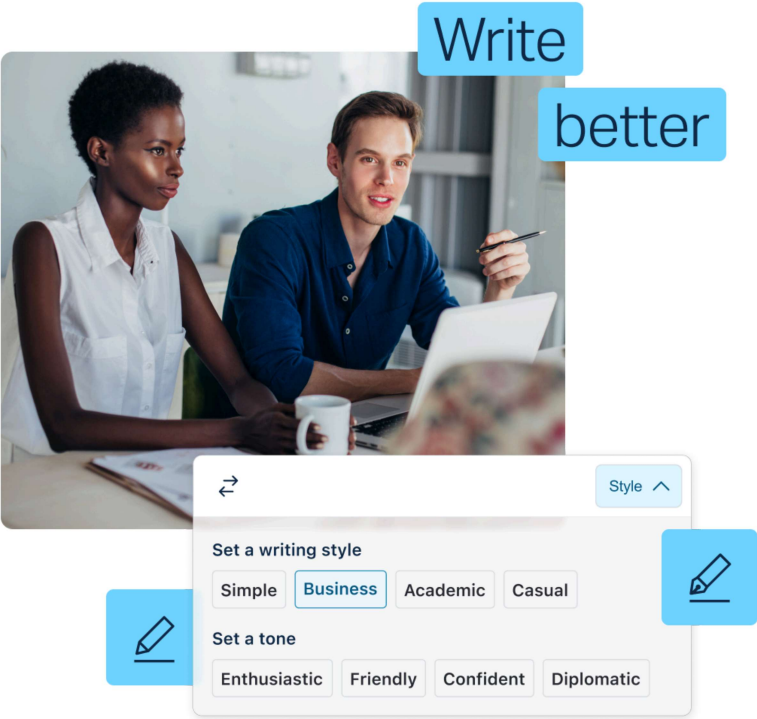 Write
better
Style
Set a writing style
Simple Business Academic Casual
Set a tone
Enthusiastic Friendly Confident Diplomatic